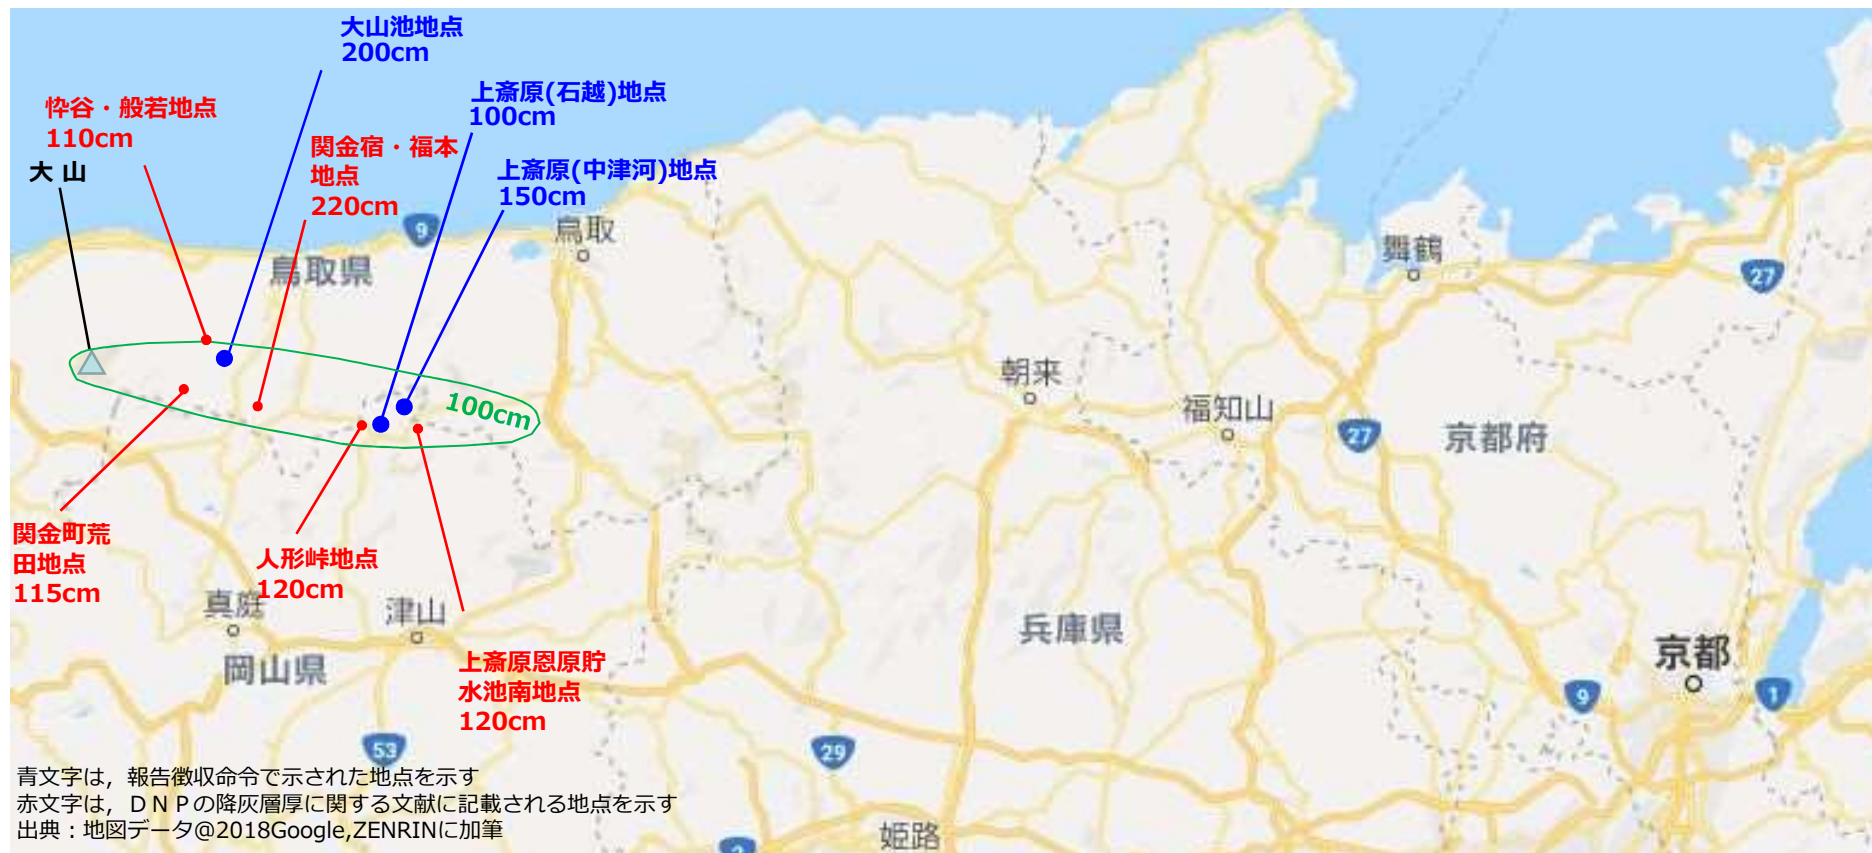 大山池地点
200cm
上斎原(石越)地点
100cm
忰谷・般若地点
110cm
関金宿・福本
地点
220cm
大 山
上斎原(中津河)地点
150cm
9
鳥取
鳥取県
舞鶴
27
朝来
100cm
福知山
27
京都府
関金町荒
田地点
115cm
人形峠地点
120cm
真庭
津山
兵庫県
京都
岡山県
上斎原恩原貯
水池南地点
120cm
9
1
53
29
青文字は，報告徴収命令で示された地点を示す
赤文字は，ＤＮＰの降灰層厚に関する文献に記載される地点を示す
出典：地図データ@2018Google,ZENRINに加筆
姫路
2